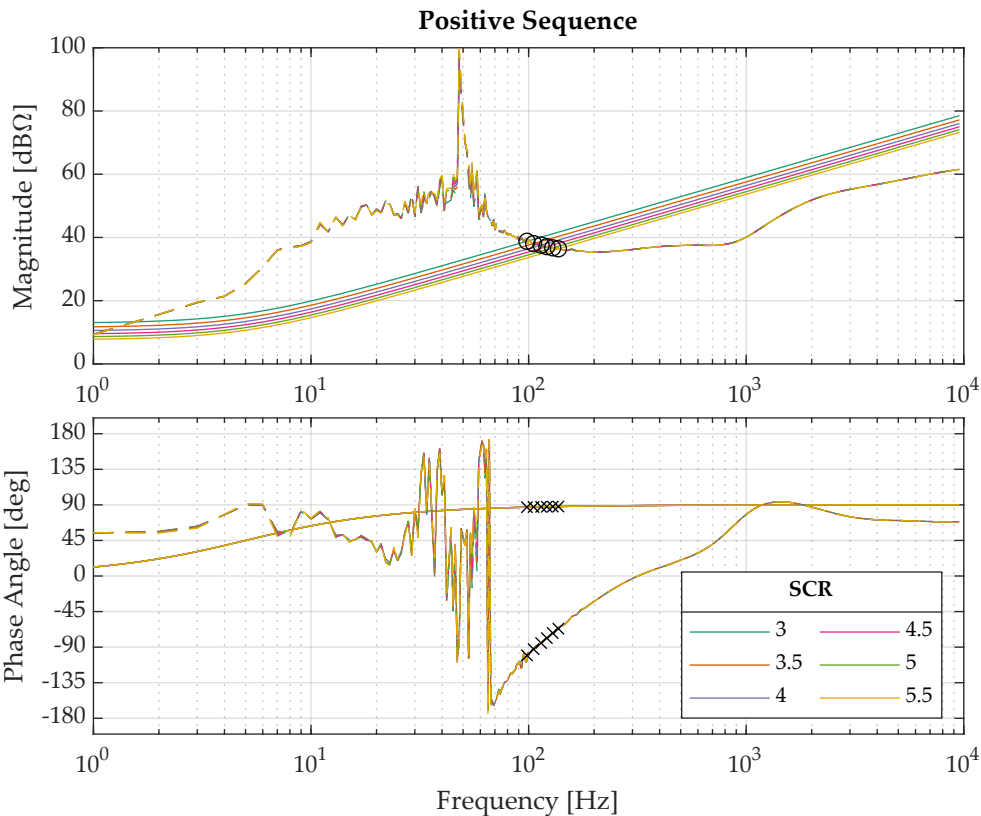 Positive Sequence
Magnitude [dBΩ]
100
80
60
40
20
0
10^0 10^1 10^2 10^3 10^4
Phase Angle [deg]
180
135
90
45
0
-45
-90
-135
-180
SCR
3 4.5
3.5 5
4 5.5
10^0 10^1 10^2 10^3 10^4
Frequency [Hz]